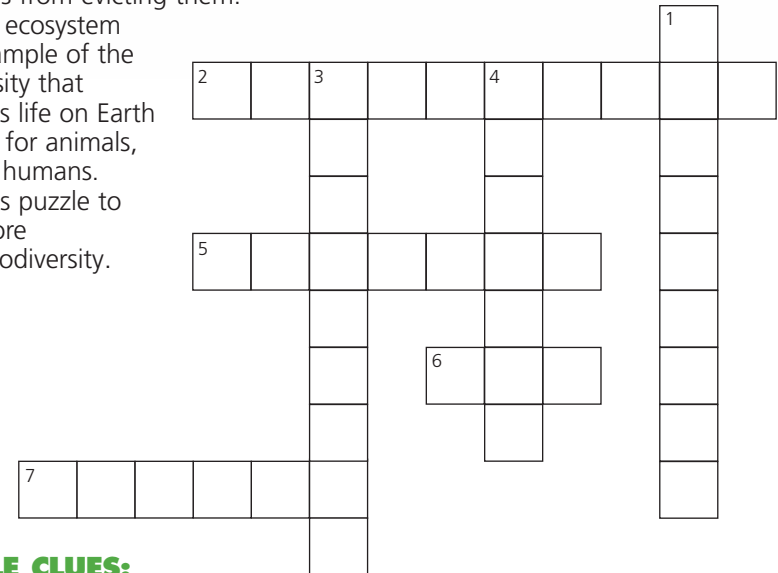 s from evicting them.
ecosystem
mple of the
sity that
s life on Earth
for animals,
humans.
s puzzle to
ore
odiversity.
1
2 3 4
5
6
7
LE CLUES: